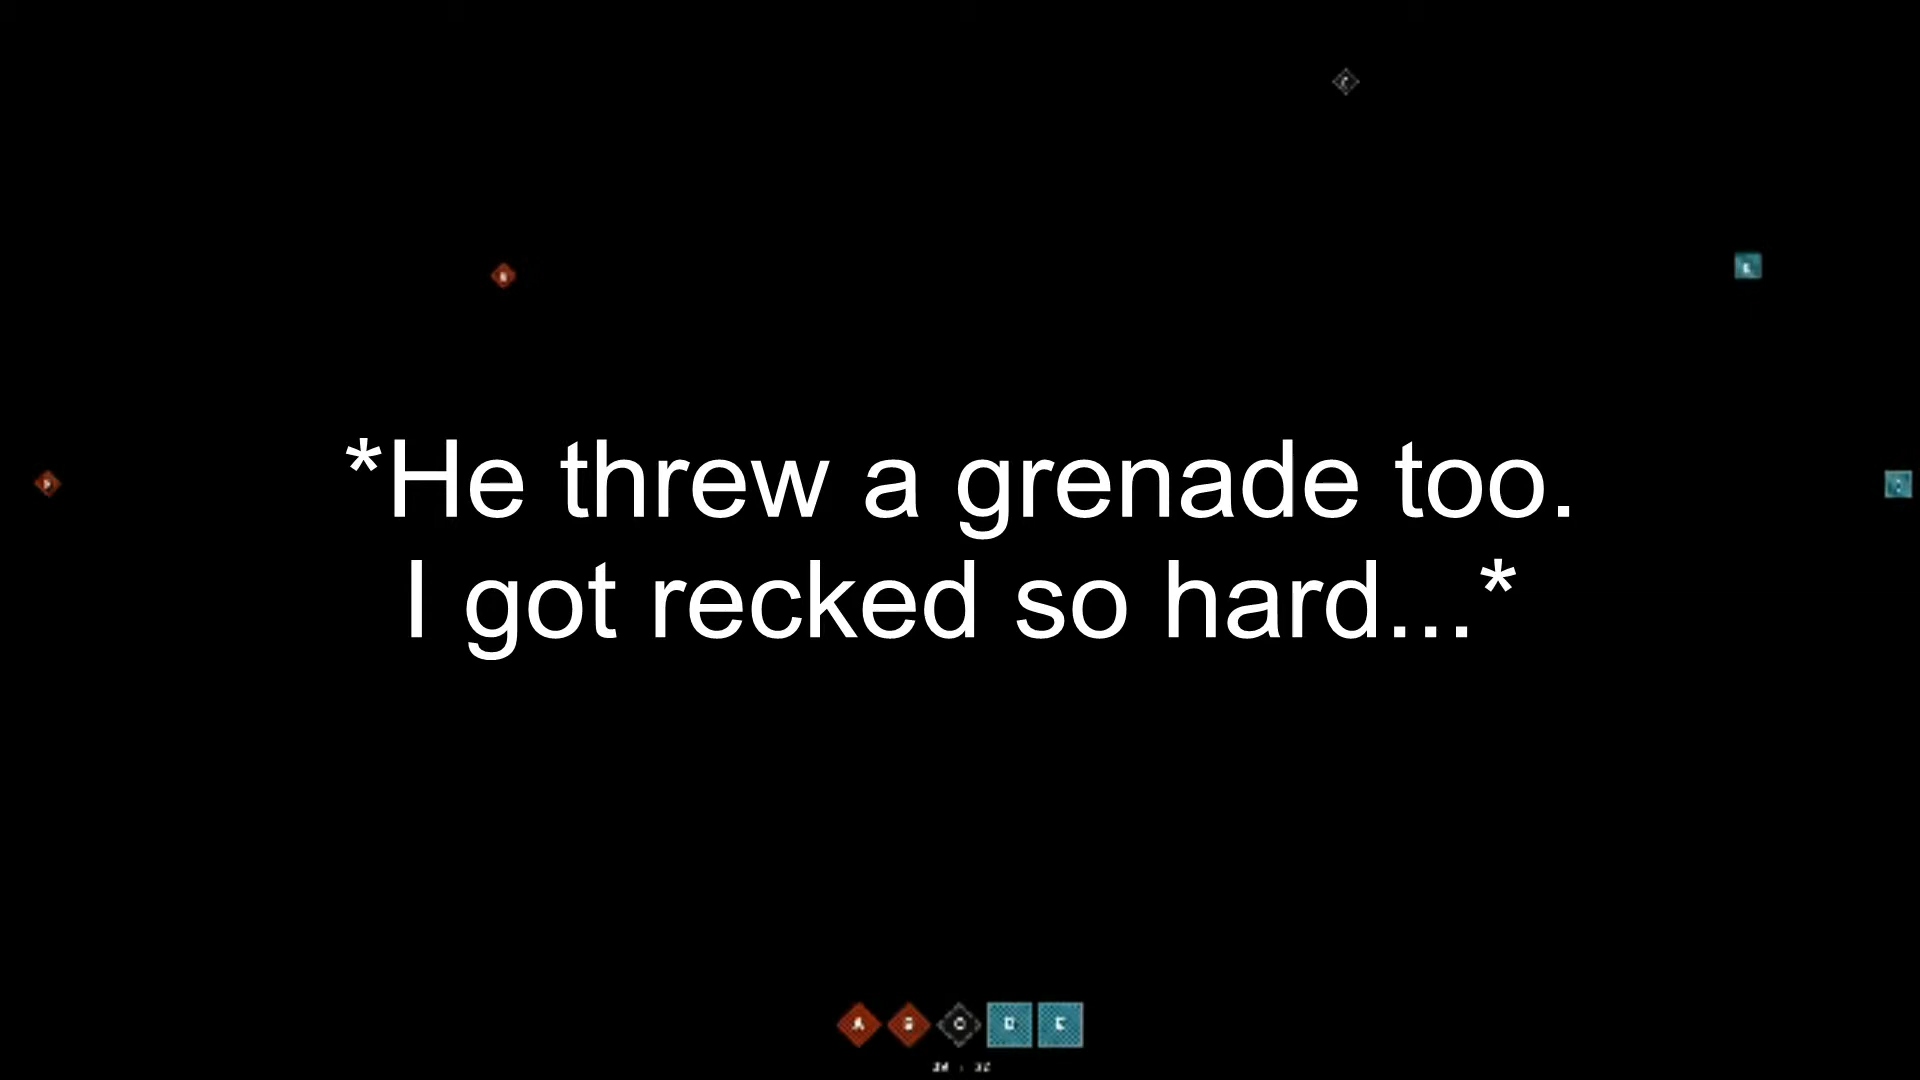 *He threw a grenade too.
I got recked so hard...*
A B C D E